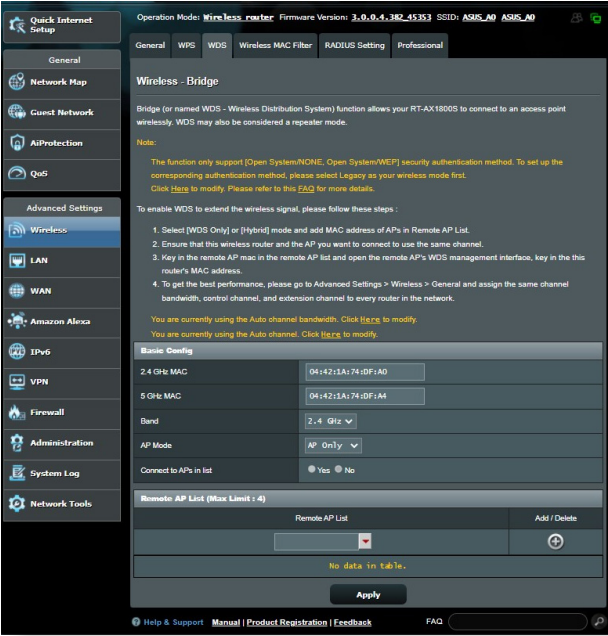 Quick Internet
Setup
Operation Mode: Wireless router Firmware Version: 3.0.0.4.382_45353 SSID: ASUS_A0 ASUS_A0
General WPS WDS Wireless MAC Filter RADIUS Setting Professional
General
Network Map
Guest Network
AiProtection
QoS
Advanced Settings
Wireless
LAN
WAN
Amazon Alexa
IPv6
VPN
Firewall
Administration
System Log
Network Tools
Wireless - Bridge
Bridge (or named WDS - Wireless Distribution System) function allows your RT-AX1800S to connect to an access point
wirelessly. WDS may also be considered a repeater mode.
Note:
The function only support [Open System/NONE, Open System/WEP] security authentication method. To set up the
corresponding authentication method, please select Legacy as your wireless mode first.
Click Here to modify. Please refer to this FAQ for more details.
To enable WDS to extend the wireless signal, please follow these steps :
1. Select [WDS Only] or [Hybrid] mode and add MAC address of APs in Remote AP List.
2. Ensure that this wireless router and the AP you want to connect to use the same channel.
3. Key in the remote AP mac in the remote AP list and open the remote AP's WDS management interface, key in the this
router's MAC address.
4. To get the best performance, please go to Advanced Settings > Wireless > General and assign the same channel
bandwidth, control channel, and extension channel to every router in the network.
You are currently using the Auto channel bandwidth. Click Here to modify.
You are currently using the Auto channel. Click Here to modify.
Basic Config
2.4 GHz MAC 04:42:1A:74:DF:A0
5 GHz MAC 04:42:1A:74:DF:A4
Band 2.4 GHz
AP Mode AP Only
Connect to APs in list Yes No
Remote AP List (Max Limit : 4)
Remote AP List Add / Delete
No data in table.
Apply
Help & Support Manual | Product Registration | Feedback FAQ